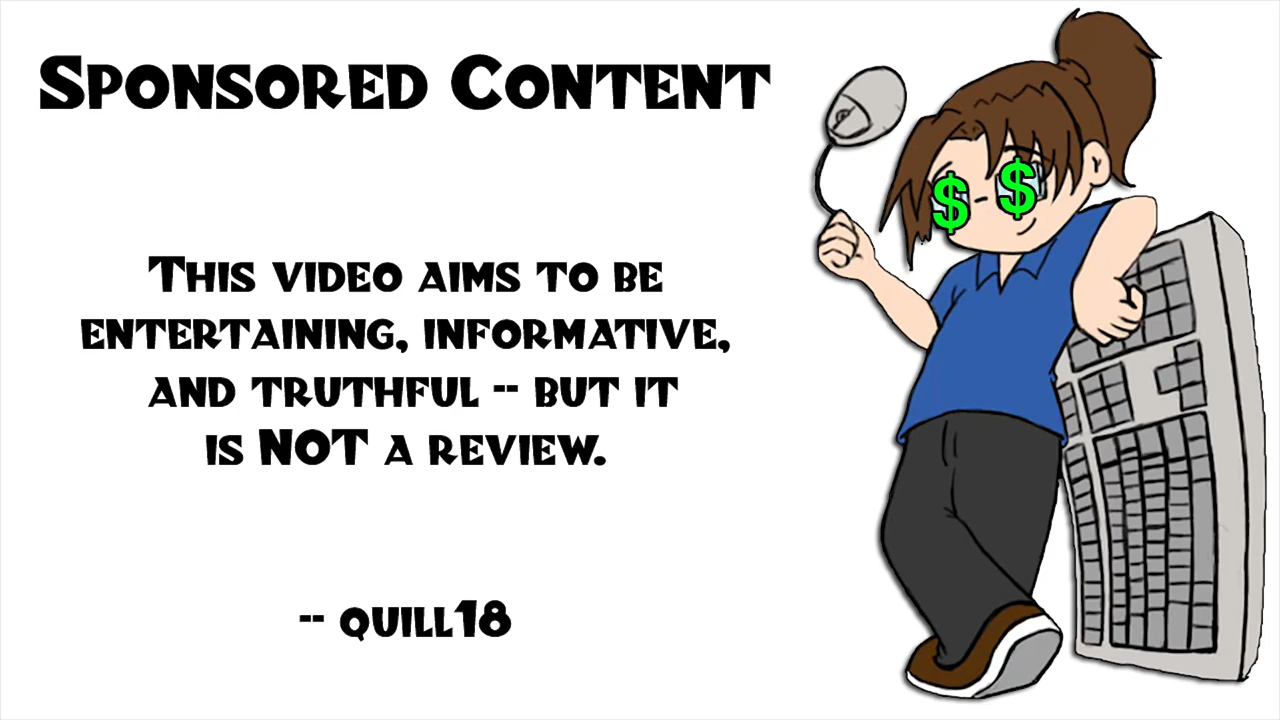 Sponsored Content
This video aims to be
entertaining, informative,
and truthful -- but it
is NOT a review.
-- quill18
$ $